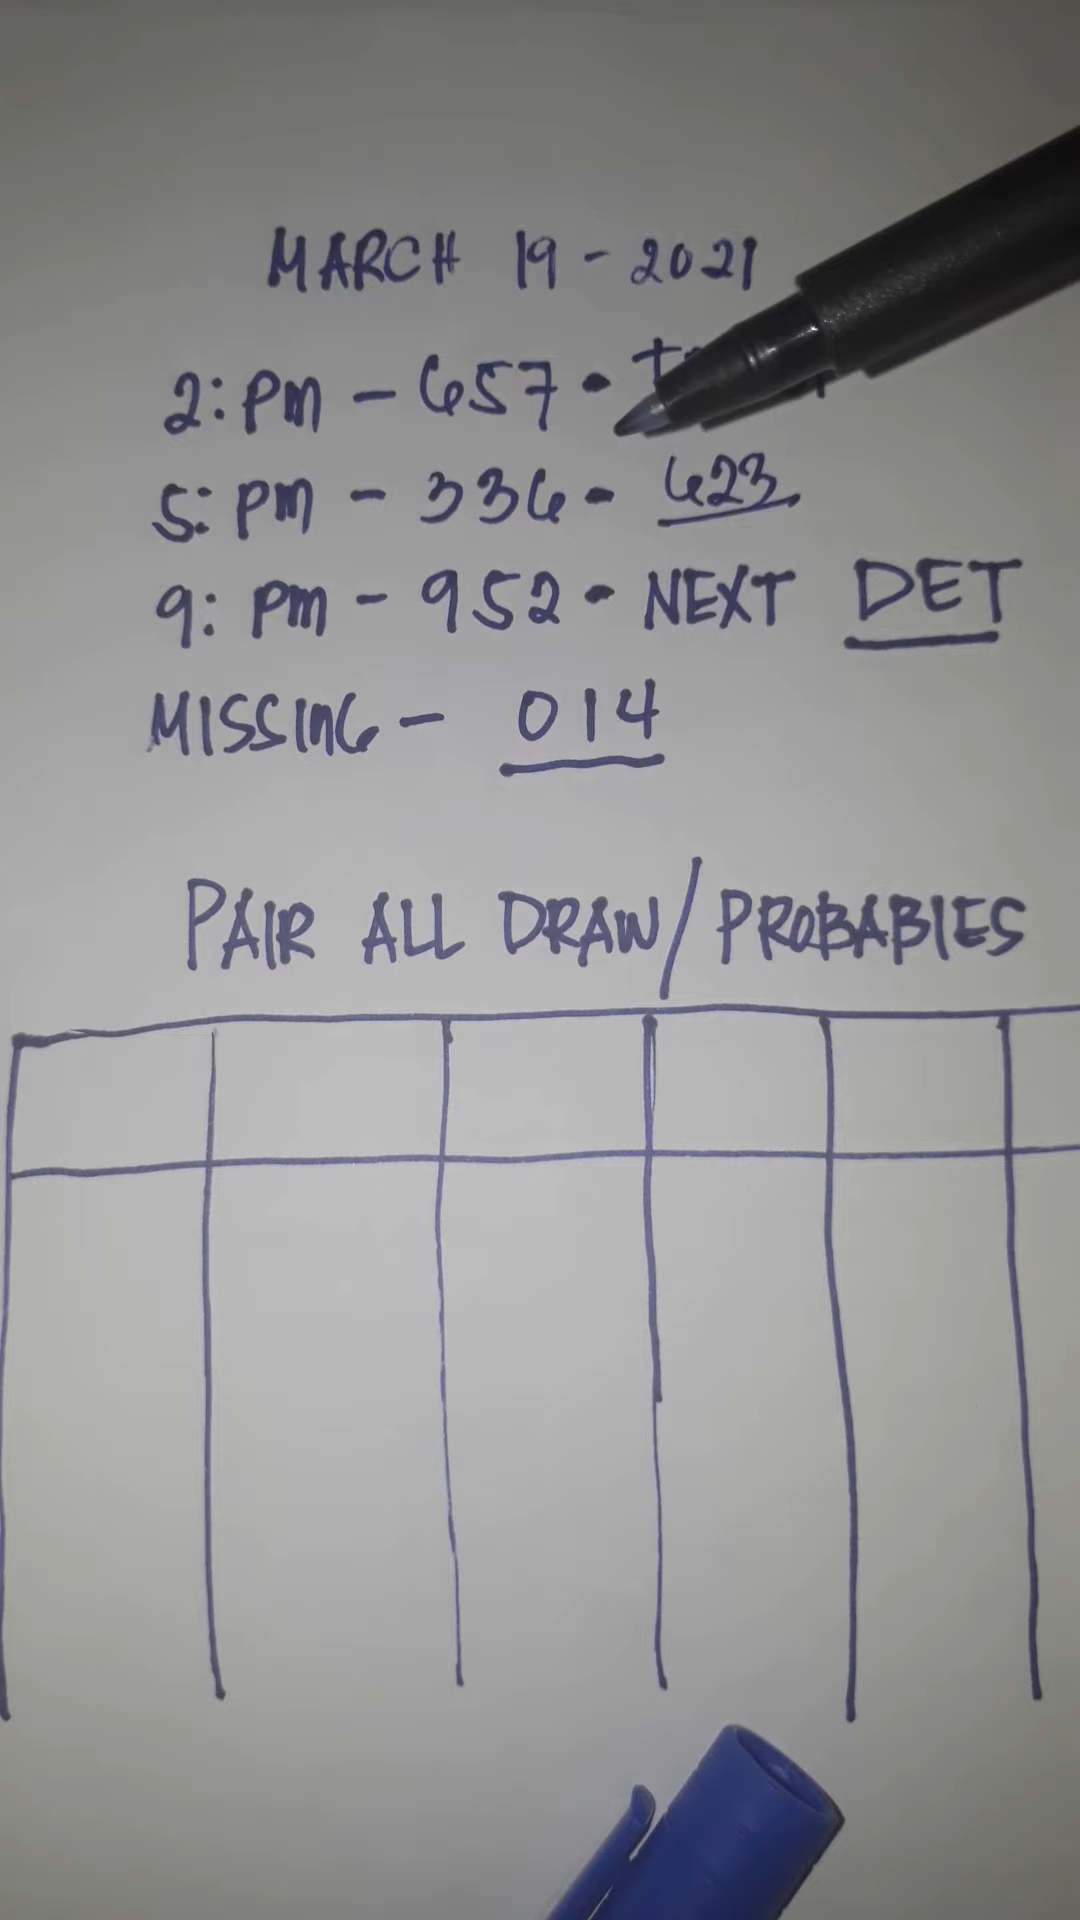 MARCH 19 - 2021
2:PM - 657 -
5:PM - 336 - 623
9:PM - 952 - NEXT DET
MISSING - 014
PAIR ALL DRAW/PROBABIES